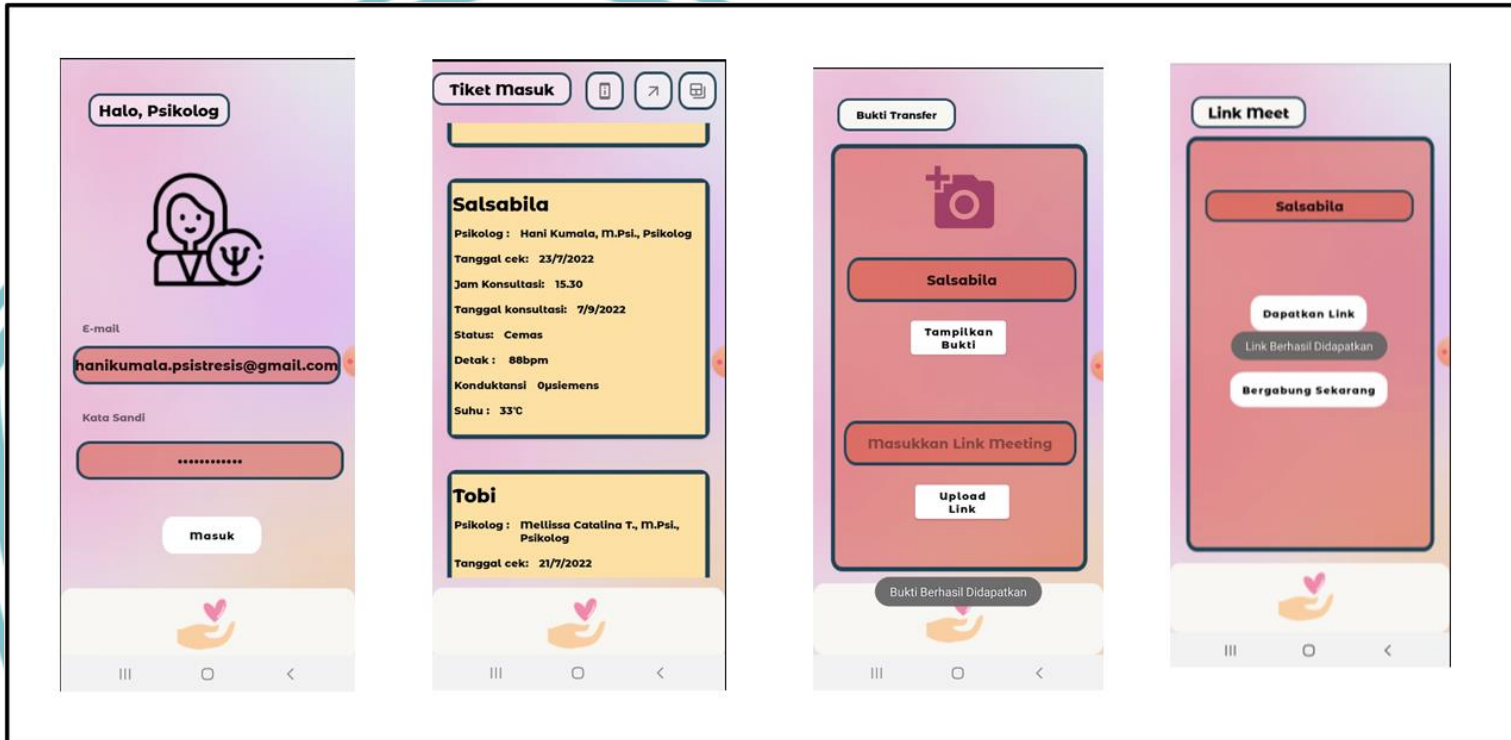 Halo, Psikolog
E-mail
hanikumala.psistresis@gmail.com
Kata Sandi
••••••••••••
Masuk
Tiket Masuk
Salsabila
Psikolog : Hani Kumala, M.Psi., Psikolog
Tanggal cek: 23/7/2022
Jam Konsultasi: 15.30
Tanggal konsultasi: 7/9/2022
Status: Cemas
Detak : 88bpm
Konduktansi 0µsiemens
Suhu : 33°C
Tobi
Psikolog : Mellissa Catalina T., M.Psi.,
Psikolog
Tanggal cek: 21/7/2022
Bukti Transfer
Salsabila
Tampilkan
Bukti
Masukkan Link Meeting
Upload
Link
Bukti Berhasil Didapatkan
Link Meet
Salsabila
Dapatkan Link
Link Berhasil Didapatkan
Bergabung Sekarang